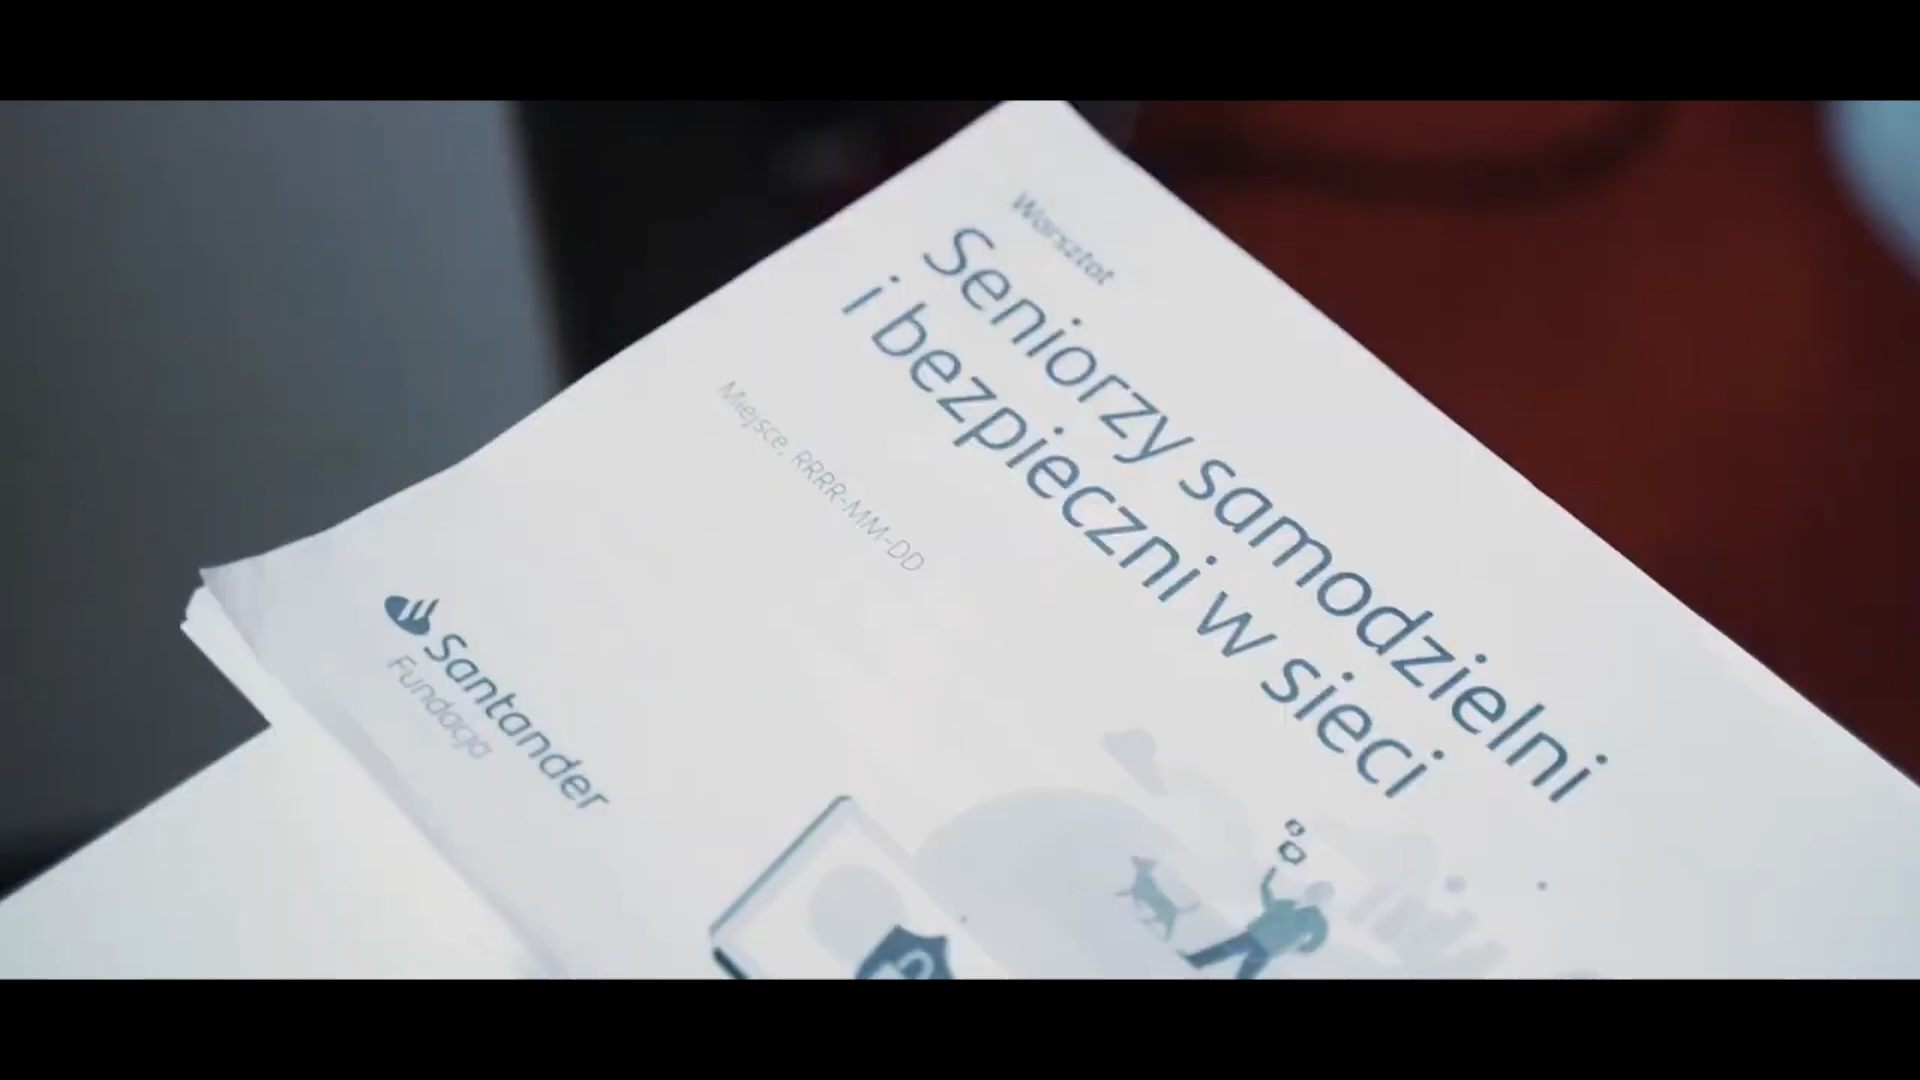 Warsztat
Seniorzy samodzielni
i bezpieczni w sieci
Miejsce, RRRR-MM-DD
Santander
Fundacja